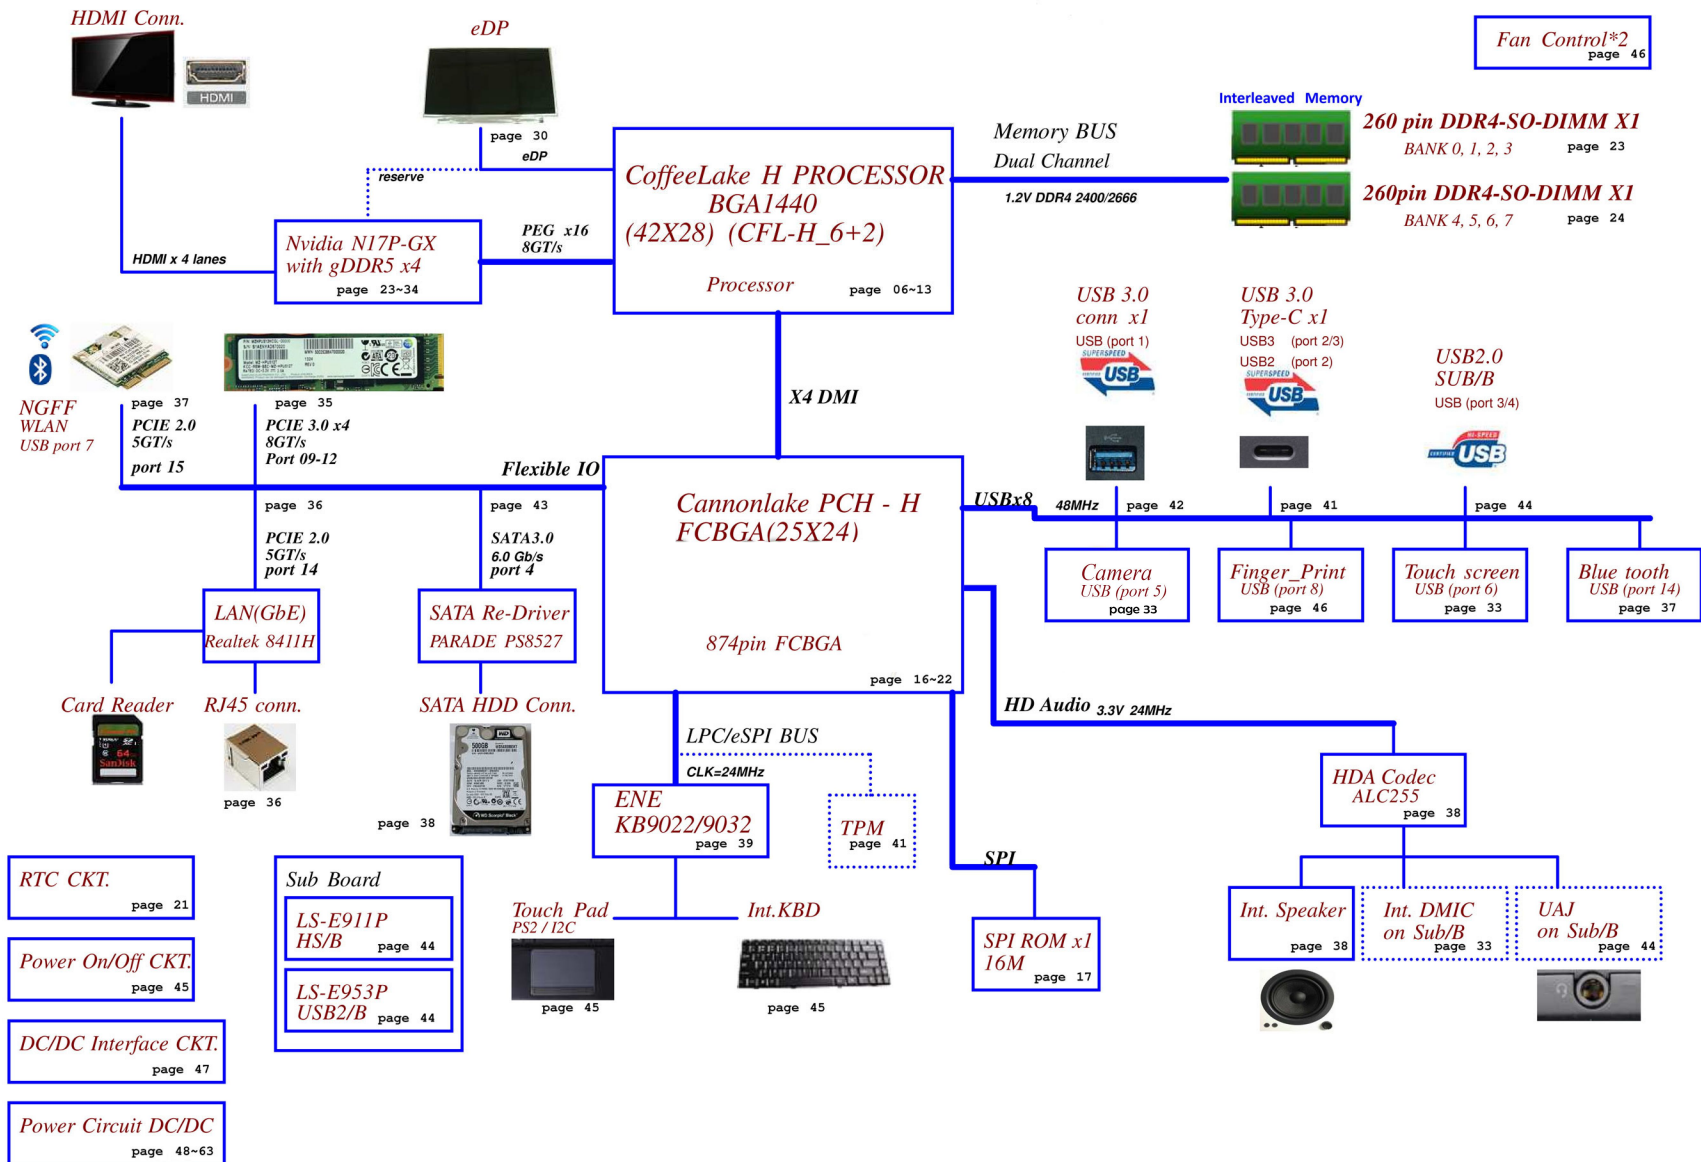 HDMI Conn.
HDMI
eDP
page 30
eDP
reserve
Fan Control*2
page 46
Interleaved Memory
260 pin DDR4-SO-DIMM X1
BANK 0, 1, 2, 3 page 23
260pin DDR4-SO-DIMM X1
BANK 4, 5, 6, 7 page 24
Memory BUS
Dual Channel
1.2V DDR4 2400/2666
CoffeeLake H PROCESSOR
BGA1440
(42X28) (CFL-H_6+2)
Processor page 06~13
PEG x16
8GT/s
Nvidia N17P-GX
with gDDR5 x4
page 23~34
HDMI x 4 lanes
NGFF
WLAN
USB port 7
page 37
PCIE 2.0
5GT/s
port 15
page 35
PCIE 3.0 x4
8GT/s
Port 09-12
Flexible IO
X4 DMI
USB 3.0
conn x1
USB (port 1)
SUPERSPEED
CERTIFIED
USB
USB 3.0
Type-C x1
USB3 (port 2/3)
USB2 (port 2)
SUPERSPEED
CERTIFIED
USB
USB2.0
SUB/B
USB (port 3/4)
HI-SPEED
CERTIFIED
USB
page 36
PCIE 2.0
5GT/s
port 14
page 43
SATA3.0
6.0 Gb/s
port 4
Cannonlake PCH - H
FCBGA(25X24)
874pin FCBGA
page 16~22
USBx8
48MHz
page 42
page 41
page 44
Camera
USB (port 5)
page 33
Finger_Print
USB (port 8)
page 46
Touch screen
USB (port 6)
page 33
Blue tooth
USB (port 14)
page 37
LAN(GbE)
Realtek 8411H
SATA Re-Driver
PARADE PS8527
Card Reader
64
SanDisk
RJ45 conn.
page 36
SATA HDD Conn.
WD
500GB
page 38
LPC/eSPI BUS
CLK=24MHz
HD Audio 3.3V 24MHz
ENE
KB9022/9032
page 39
TPM
page 41
SPI
HDA Codec
ALC255
page 38
RTC CKT.
page 21
Power On/Off CKT.
page 45
DC/DC Interface CKT.
page 47
Power Circuit DC/DC
page 48~63
Sub Board
LS-E911P
HS/B page 44
LS-E953P
USB2/B page 44
Touch Pad
PS2 / I2C
page 45
Int.KBD
page 45
SPI ROM x1
16M
page 17
Int. Speaker
page 38
Int. DMIC
on Sub/B
page 33
UAJ
on Sub/B
page 44